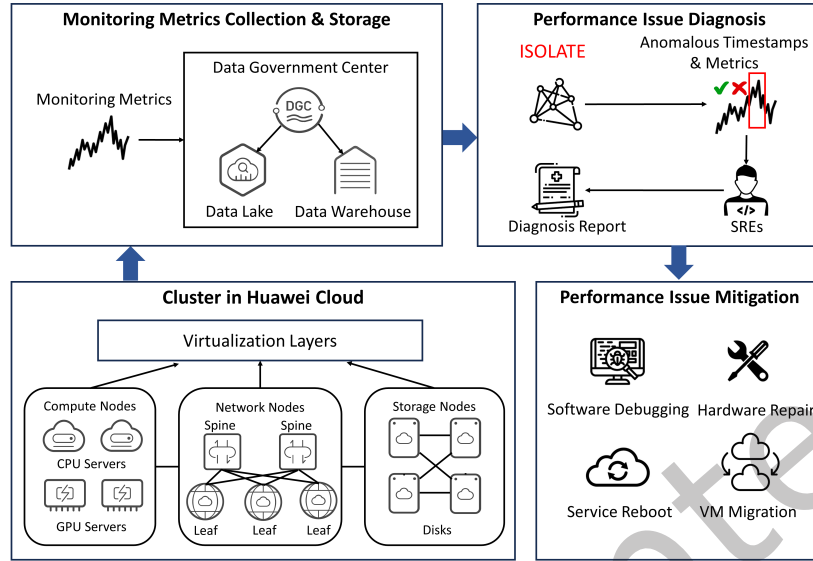 Monitoring Metrics Collection & Storage
Data Government Center
Monitoring Metrics
DGC
Data Lake
Data Warehouse
Performance Issue Diagnosis
ISOLATE
Anomalous Timestamps
& Metrics
</>
Diagnosis Report
SREs
Cluster in Huawei Cloud
Virtualization Layers
Compute Nodes
CPU Servers
GPU Servers
Network Nodes
Spine
Spine
Leaf
Leaf
Leaf
Storage Nodes
Disks
Performance Issue Mitigation
Software Debugging
Hardware Repair
Service Reboot
VM Migration